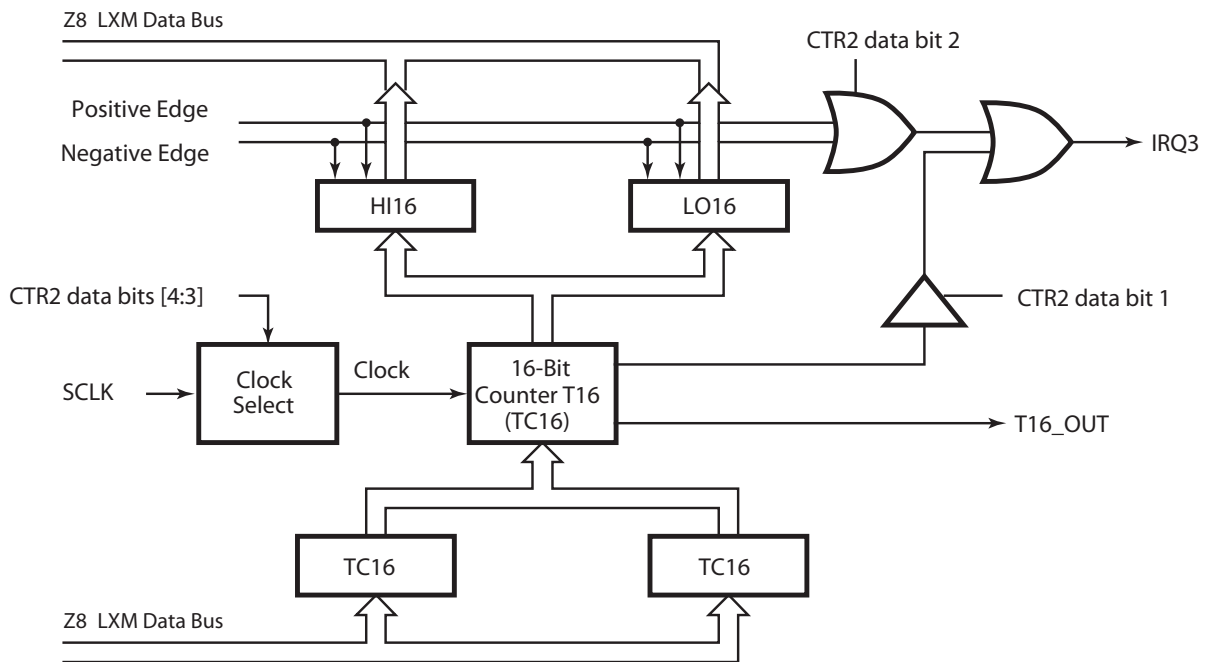 Z8 LXM Data Bus
CTR2 data bit 2
Positive Edge
Negative Edge
IRQ3
HI16
LO16
CTR2 data bits [4:3]
CTR2 data bit 1
SCLK
Clock
Select
Clock
16-Bit
Counter T16
(TC16)
T16_OUT
TC16
TC16
Z8 LXM Data Bus